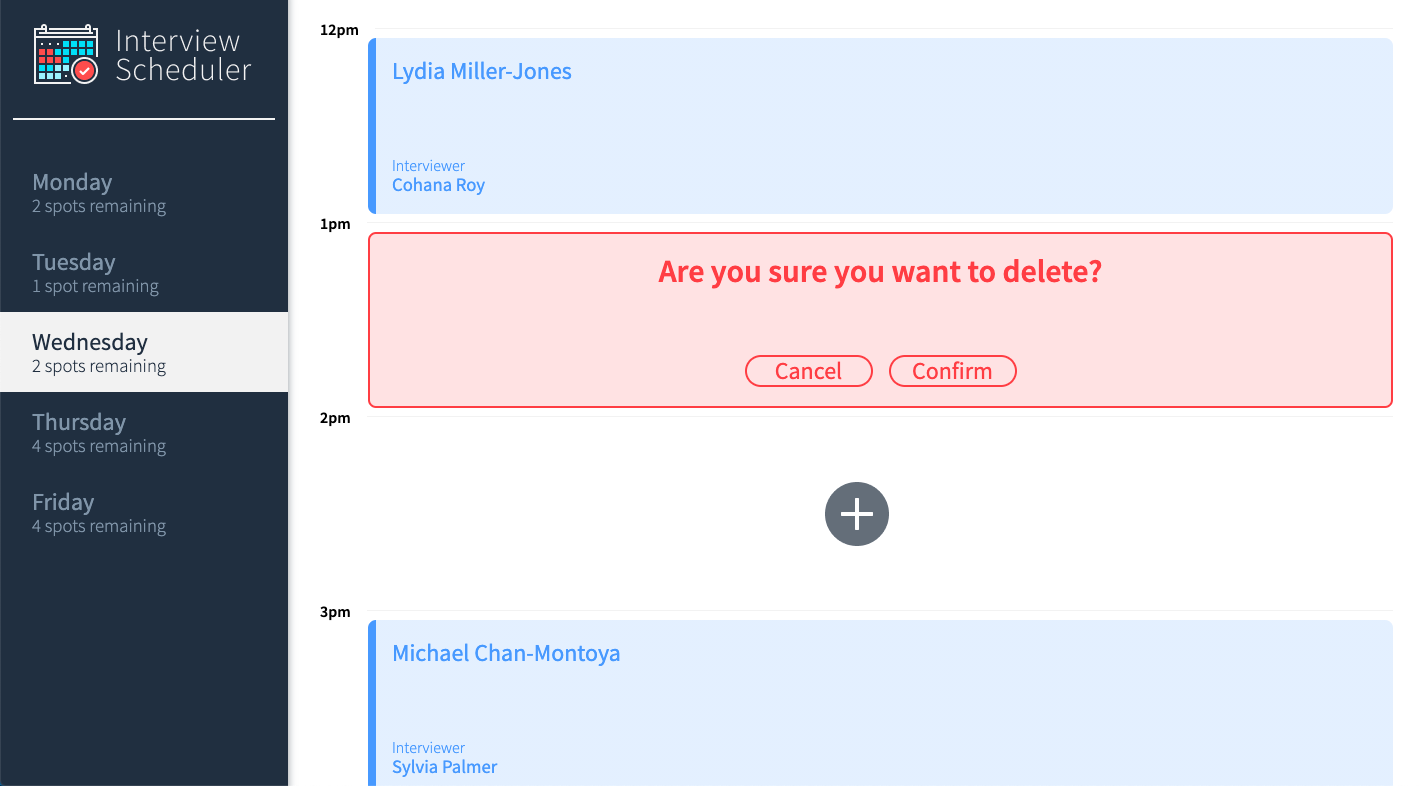 Interview
Scheduler
Monday
2 spots remaining
Tuesday
1 spot remaining
Wednesday
2 spots remaining
Thursday
4 spots remaining
Friday
4 spots remaining
12pm
Lydia Miller-Jones
Interviewer
Cohana Roy
1pm
Are you sure you want to delete?
Cancel Confirm
2pm
3pm
Michael Chan-Montoya
Interviewer
Sylvia Palmer